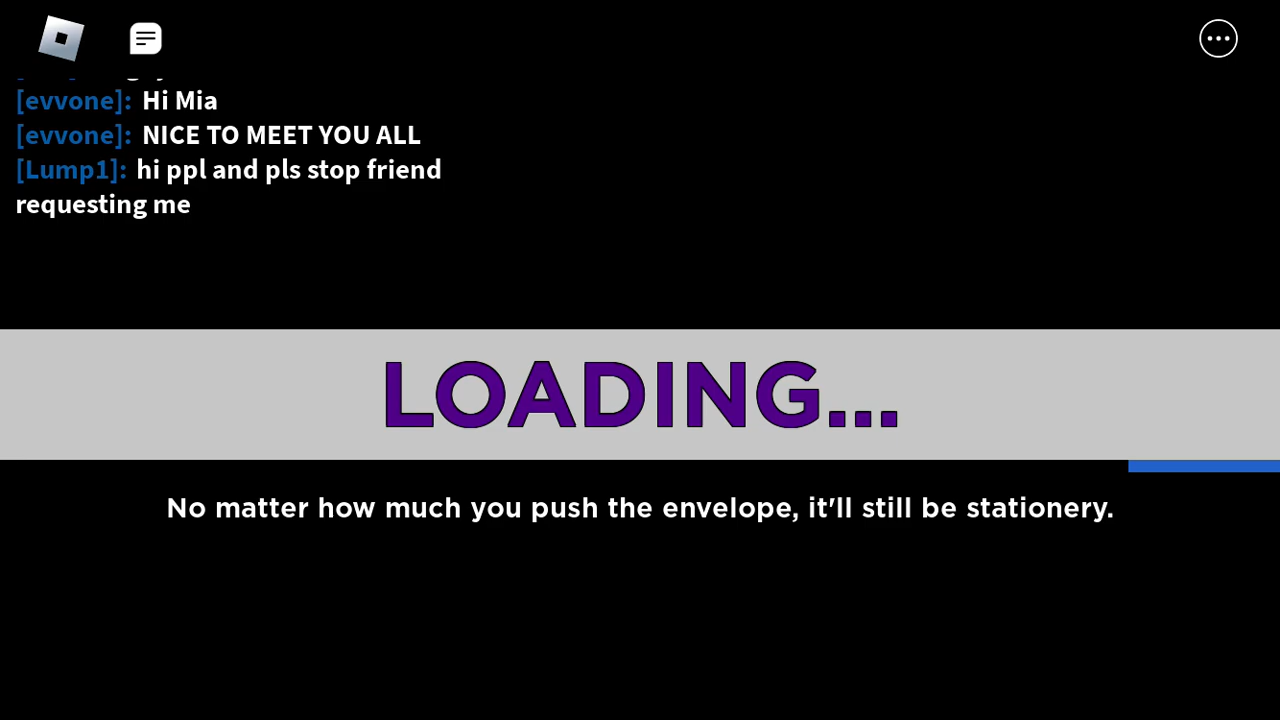 [evvone]: Hi Mia
[evvone]: NICE TO MEET YOU ALL
[Lump1]: hi ppl and pls stop friend
requesting me
LOADING...
No matter how much you push the envelope, it'll still be stationery.